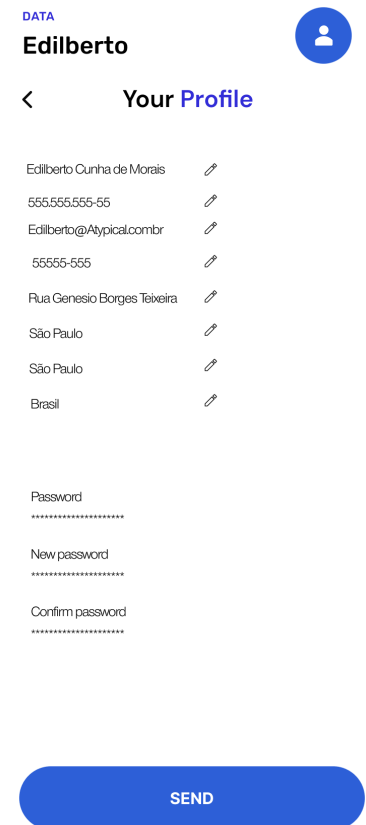 DATA
Edilberto
Your Profile
Edilberto Cunha de Morais
555.555.555-55
Edilberto@Atypical.combr
55555-555
Rua Genesio Borges Teixeira
São Paulo
São Paulo
Brasil
Password
*********************
New password
*********************
Confirm password
*********************
SEND